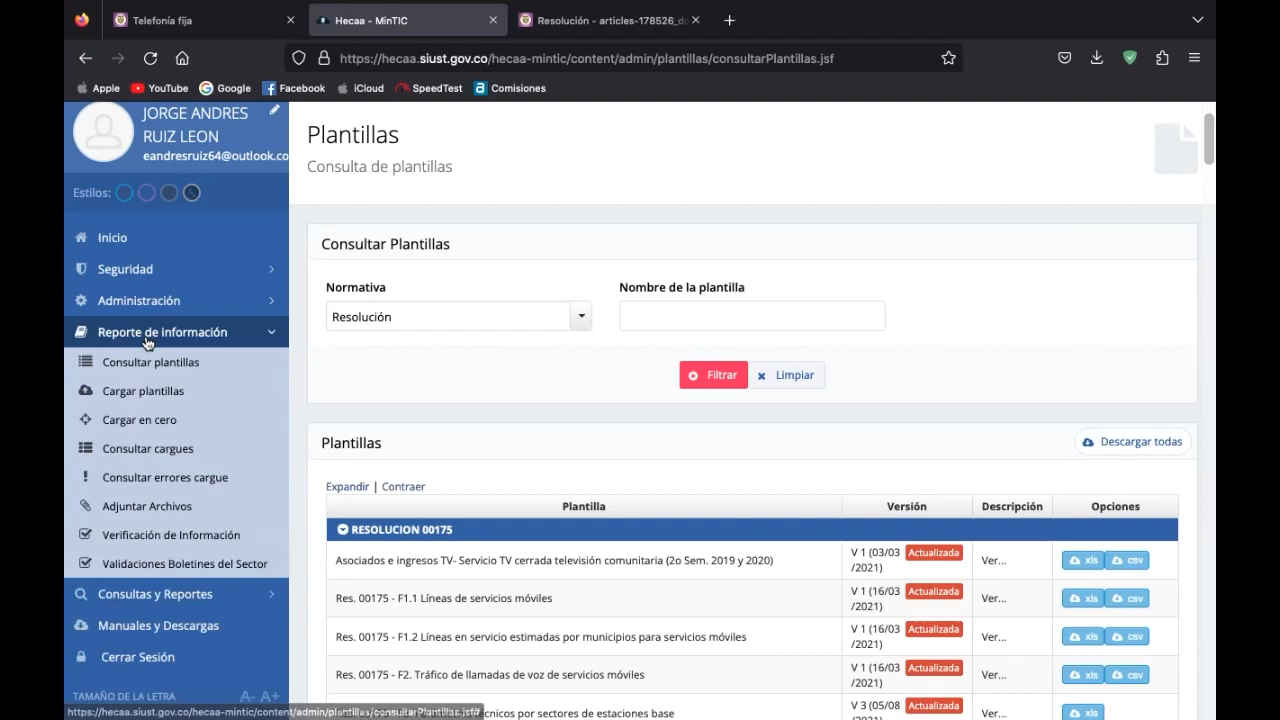 Telefonía fija
Hecaa - MinTIC
Resolución - articles-178526_do
https://hecaa.siust.gov.co/hecaa-mintic/content/admin/plantillas/consultarPlantillas.jsf
Apple YouTube Google Facebook iCloud SpeedTest Comisiones
JORGE ANDRES
RUIZ LEON
eandresruiz64@outlook.co
Estilos:
Inicio
Seguridad
Administración
Reporte de información
Consultar plantillas
Cargar plantillas
Cargar en cero
Consultar cargues
Consultar errores cargue
Adjuntar Archivos
Verificación de Información
Validaciones Boletines del Sector
Consultas y Reportes
Manuales y Descargas
Cerrar Sesión
TAMAÑO DE LA LETRA A- A+
https://hecaa.siust.gov.co/hecaa-mintic/content/admin/plantillas/consultarPlantillas.jsf#
Plantillas
Consulta de plantillas
Consultar Plantillas
Normativa Nombre de la plantilla
Resolución
Filtrar Limpiar
Plantillas Descargar todas
Expandir | Contraer
Plantilla Versión Descripción Opciones
RESOLUCION 00175
Asociados e ingresos TV- Servicio TV cerrada televisión comunitaria (2o Sem. 2019 y 2020) V 1 (03/03 /2021) Actualizada Ver... xls csv
Res. 00175 - F1.1 Líneas de servicios móviles V 1 (16/03 /2021) Actualizada Ver... xls csv
Res. 00175 - F1.2 Líneas en servicio estimadas por municipios para servicios móviles V 1 (16/03 /2021) Actualizada Ver... xls csv
Res. 00175 - F2. Tráfico de llamadas de voz de servicios móviles V 1 (16/03 /2021) Actualizada Ver... xls csv
técnicos por sectores de estaciones base V 3 (05/08 Actualizada Ver... xls